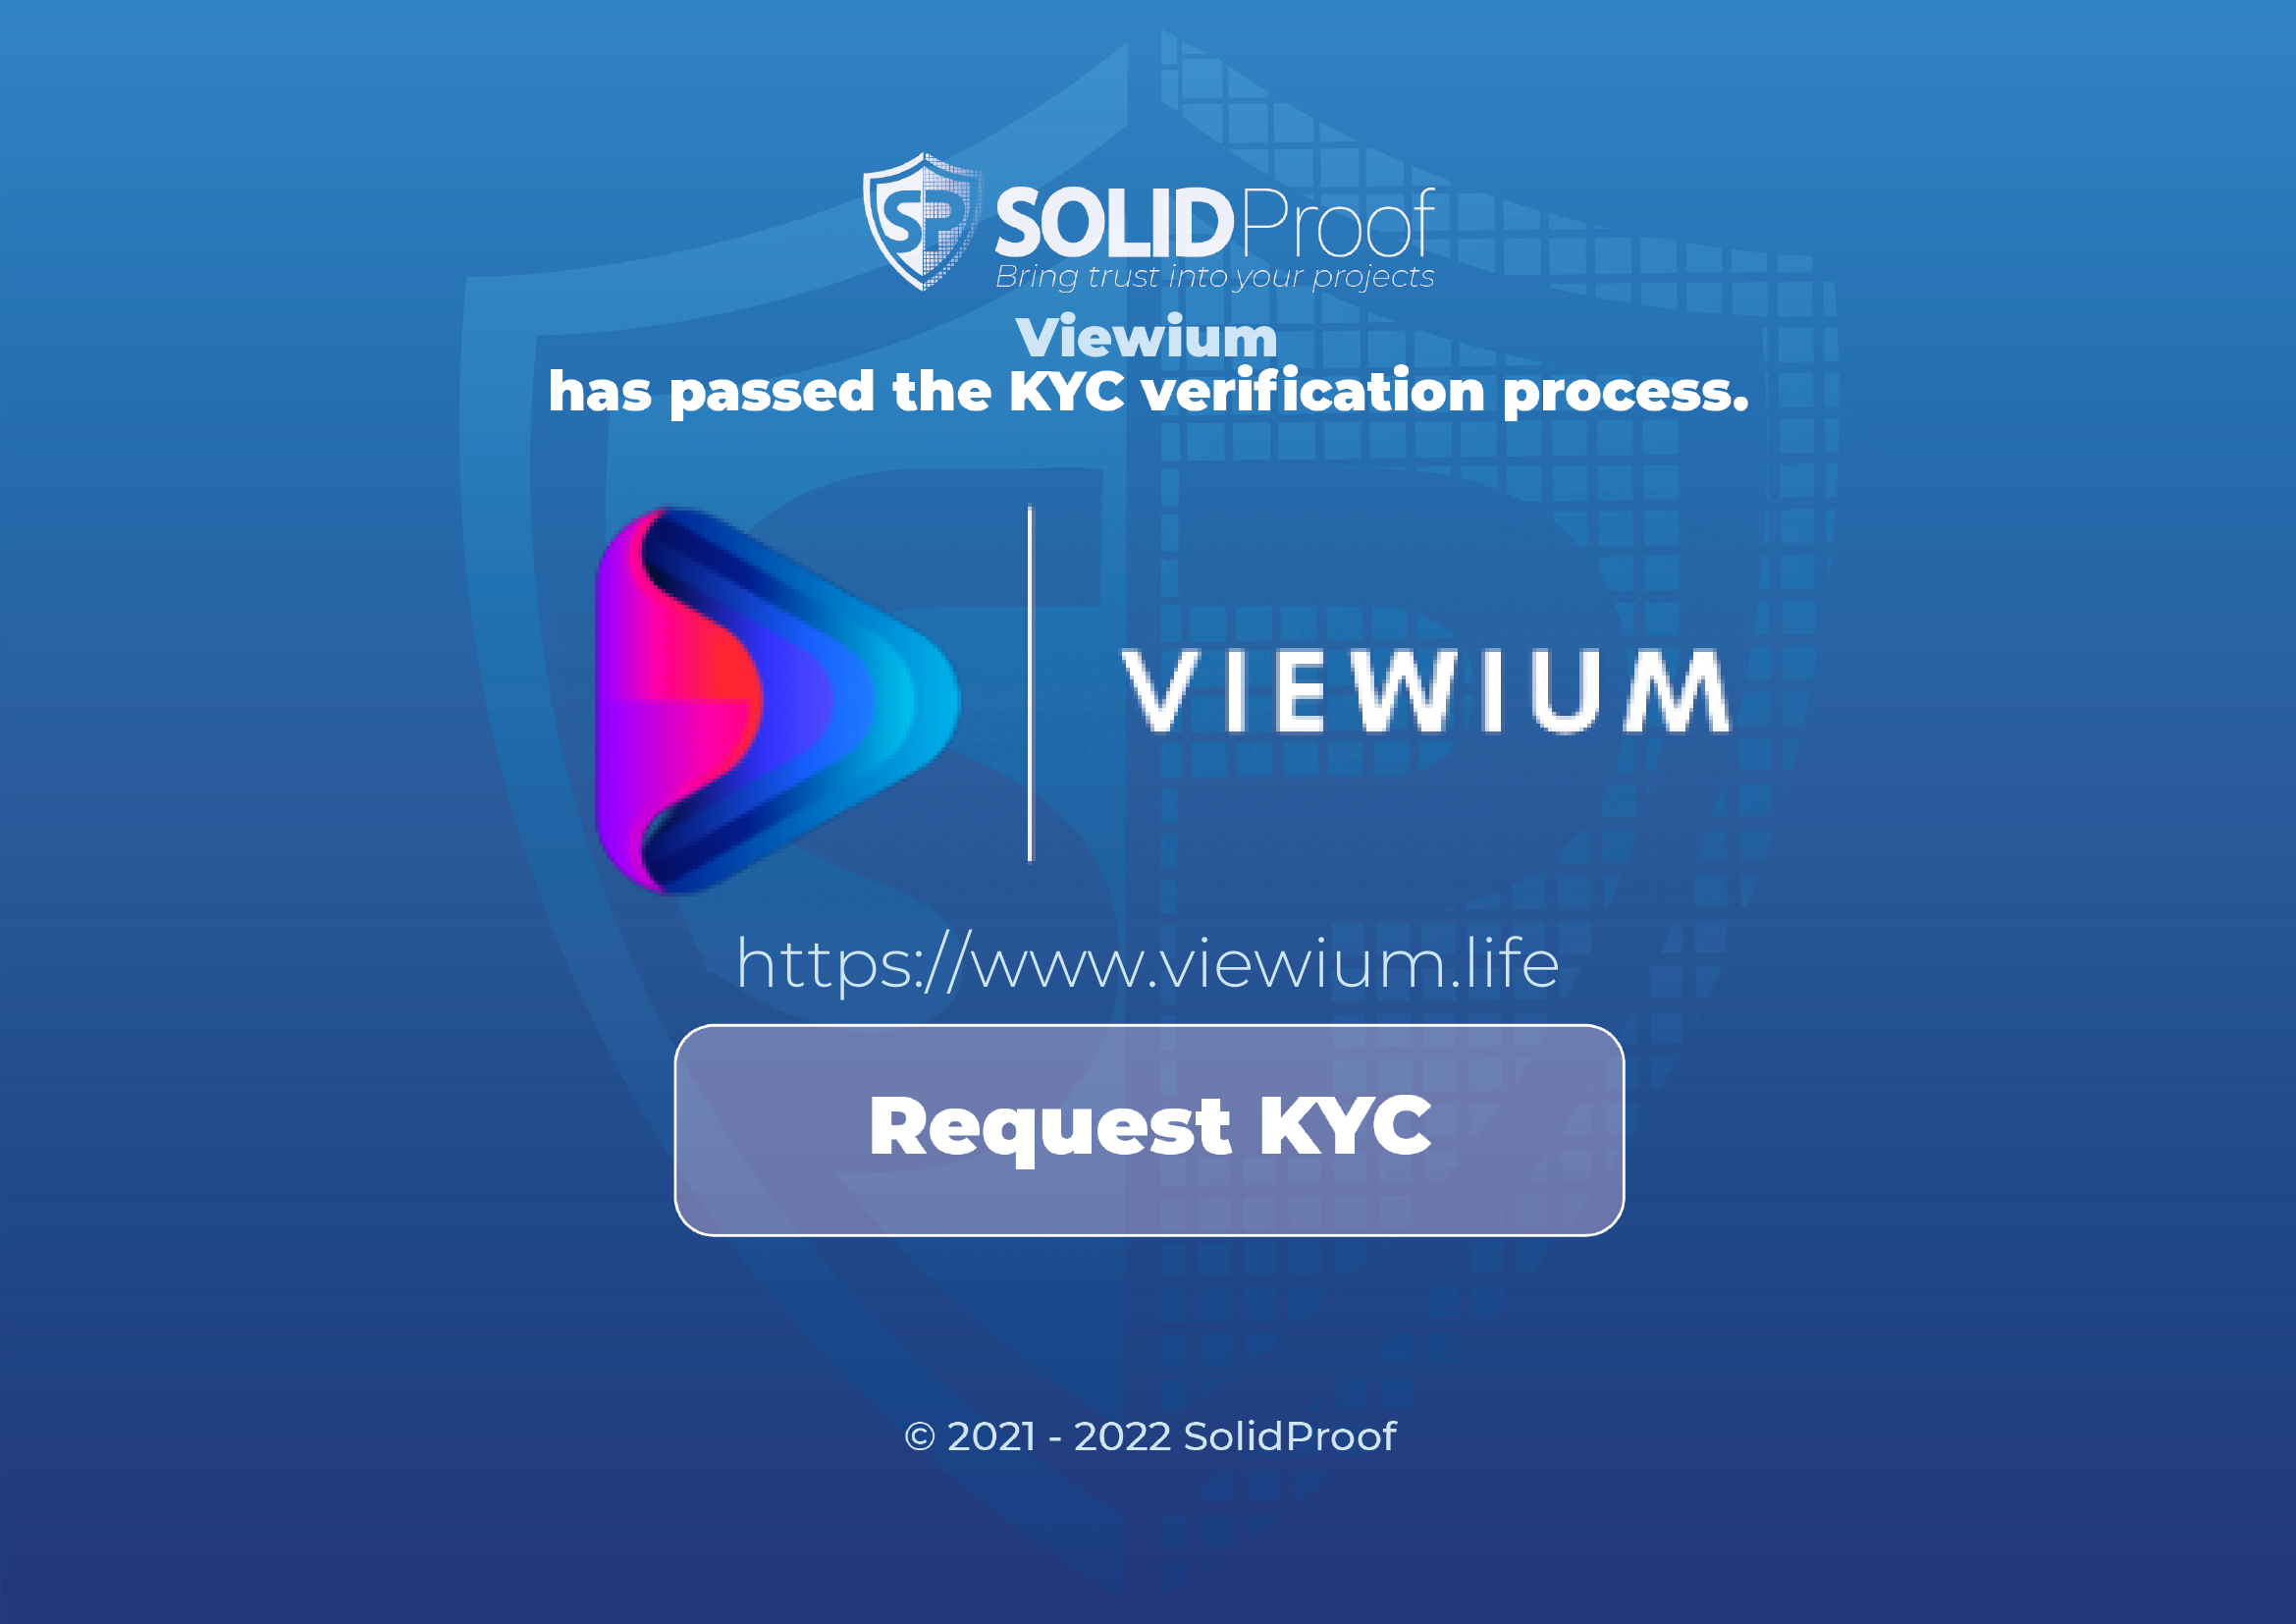 SOLIDProof
Bring trust into your projects
Viewium
has passed the KYC verification process.
VIEWIUM
https://www.viewium.life
Request KYC
© 2021 - 2022 SolidProof